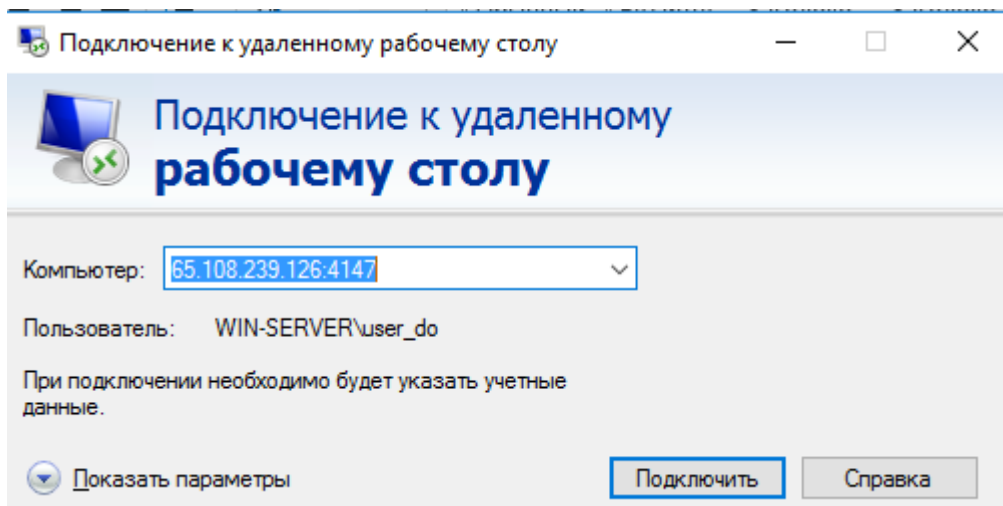 Подключение к удаленному рабочему столу
Подключение к удаленному
рабочему столу
Компьютер: 65.108.239.126:4147
Пользователь: WIN-SERVER\user_do
При подключении необходимо будет указать учетные
данные.
Показать параметры Подключить Справка